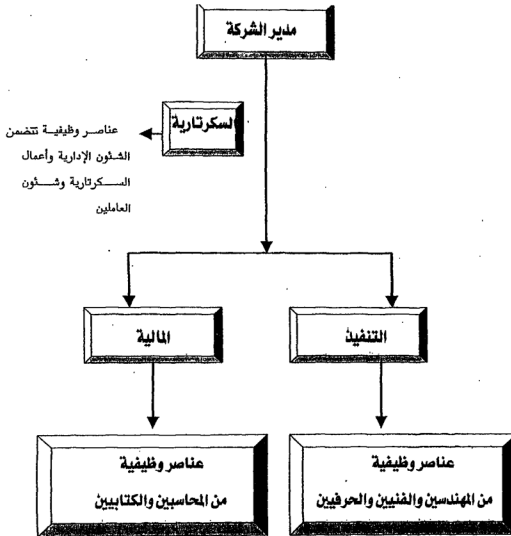 مدير الشركة
السكرتارية
عناصر وظيفية تتضمن
الشئون الإدارية وأعمال
السكرتارية وشئون
العاملين
التنفيذ
المالية
عناصر وظيفية
من المهندسين والفنيين والحرفيين
عناصر وظيفية
من المحاسبين والكتابيين